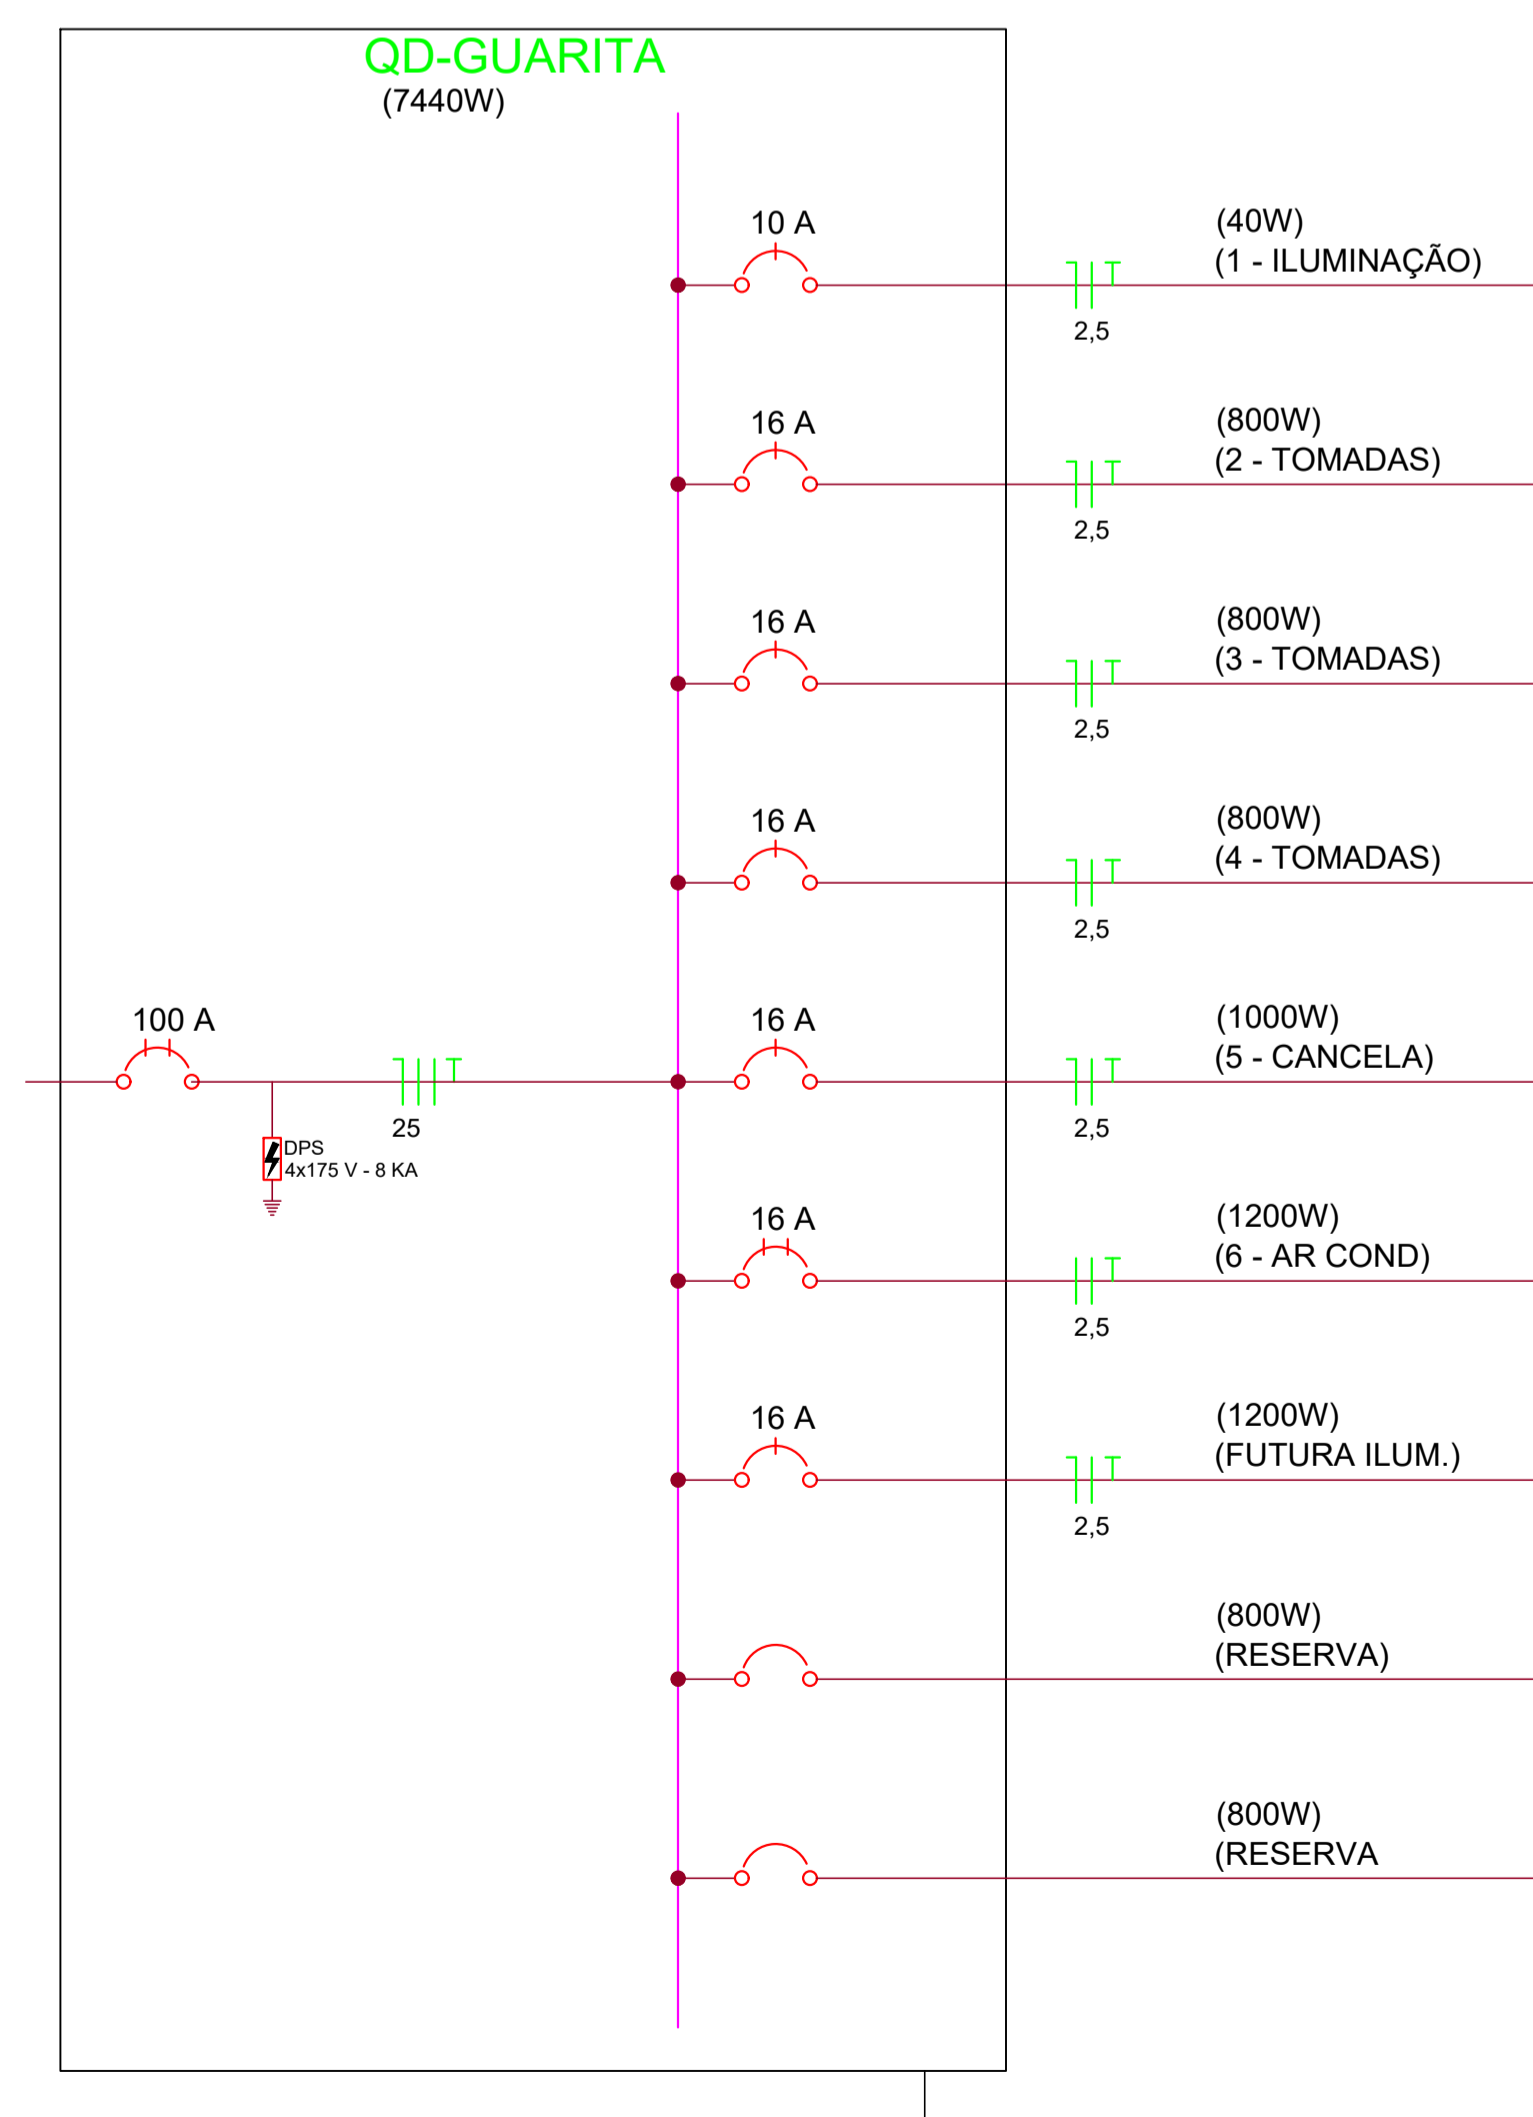 QD-GUARITA
(7440W)
10 A
(40W)
(1 - ILUMINAÇÃO)
2,5
16 A
(800W)
(2 - TOMADAS)
2,5
16 A
(800W)
(3 - TOMADAS)
2,5
16 A
(800W)
(4 - TOMADAS)
2,5
100 A
25
DPS
4x175 V - 8 KA
16 A
(1000W)
(5 - CANCELA)
2,5
16 A
(1200W)
(6 - AR COND)
2,5
16 A
(1200W)
(FUTURA ILUM.)
2,5
(800W)
(RESERVA)
(800W)
(RESERVA